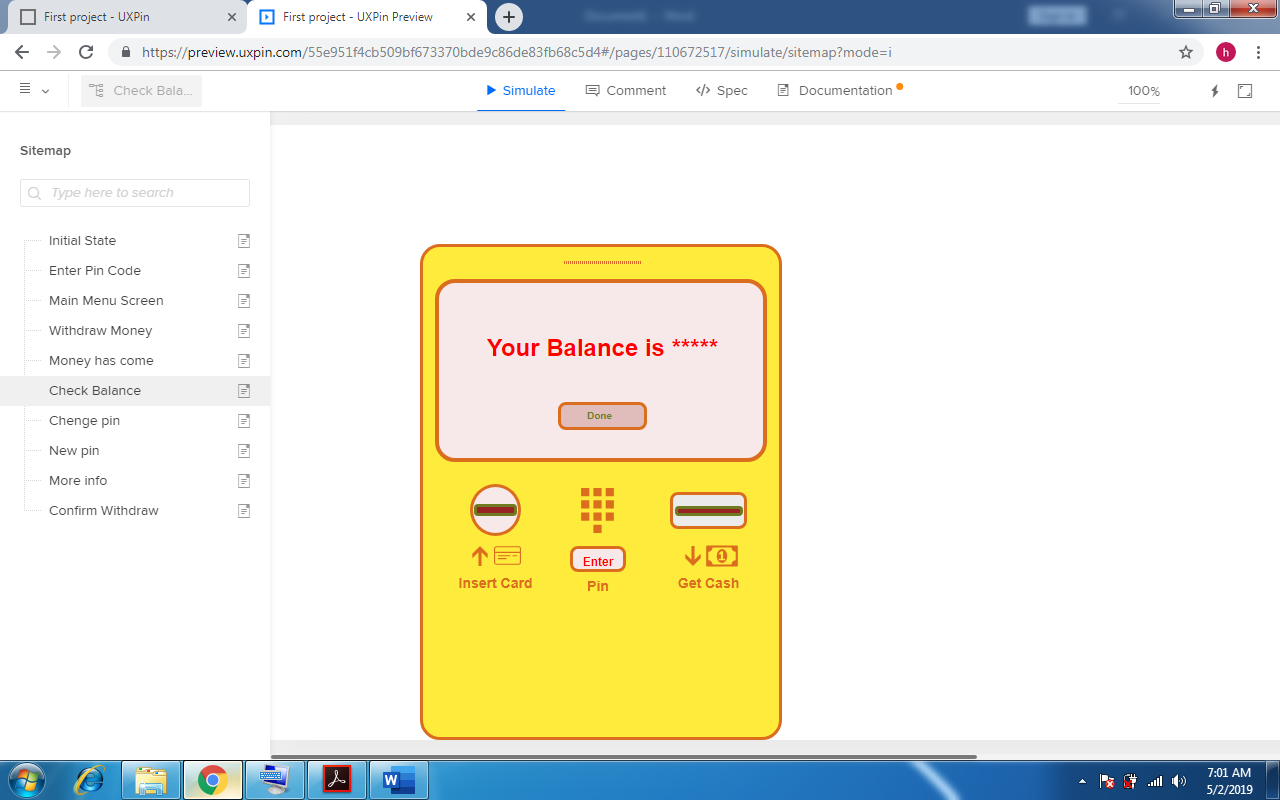 First project - UXPin
First project - UXPin Preview
https://preview.uxpin.com/55e951f4cb509bf673370bde9c86de83fb68c5d4#/pages/110672517/simulate/sitemap?mode=i
h
Check Bala...
Simulate
Comment
Spec
Documentation
100%
Sitemap
Type here to search
Initial State
Enter Pin Code
Main Menu Screen
Withdraw Money
Money has come
Check Balance
Chenge pin
New pin
More info
Confirm Withdraw
Your Balance is *****
Done
1
Enter
Insert Card
Pin
Get Cash
7:01 AM
5/2/2019